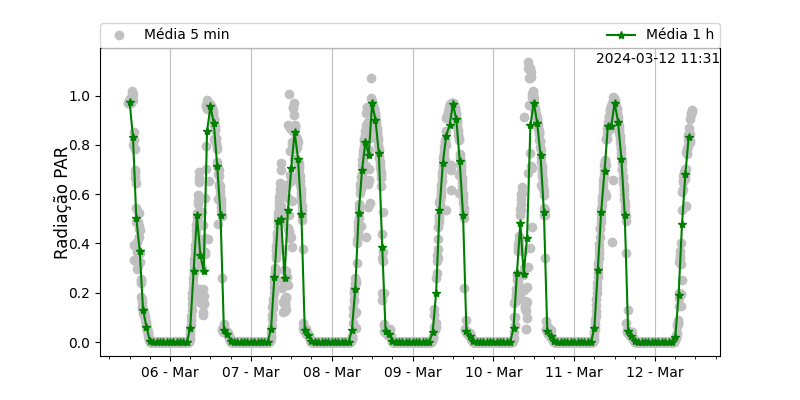 Média 5 min
Média 1 h
2024-03-12 11:31
Radiação PAR
1.0
0.8
0.6
0.4
0.2
0.0
06 - Mar
07 - Mar
08 - Mar
09 - Mar
10 - Mar
11 - Mar
12 - Mar